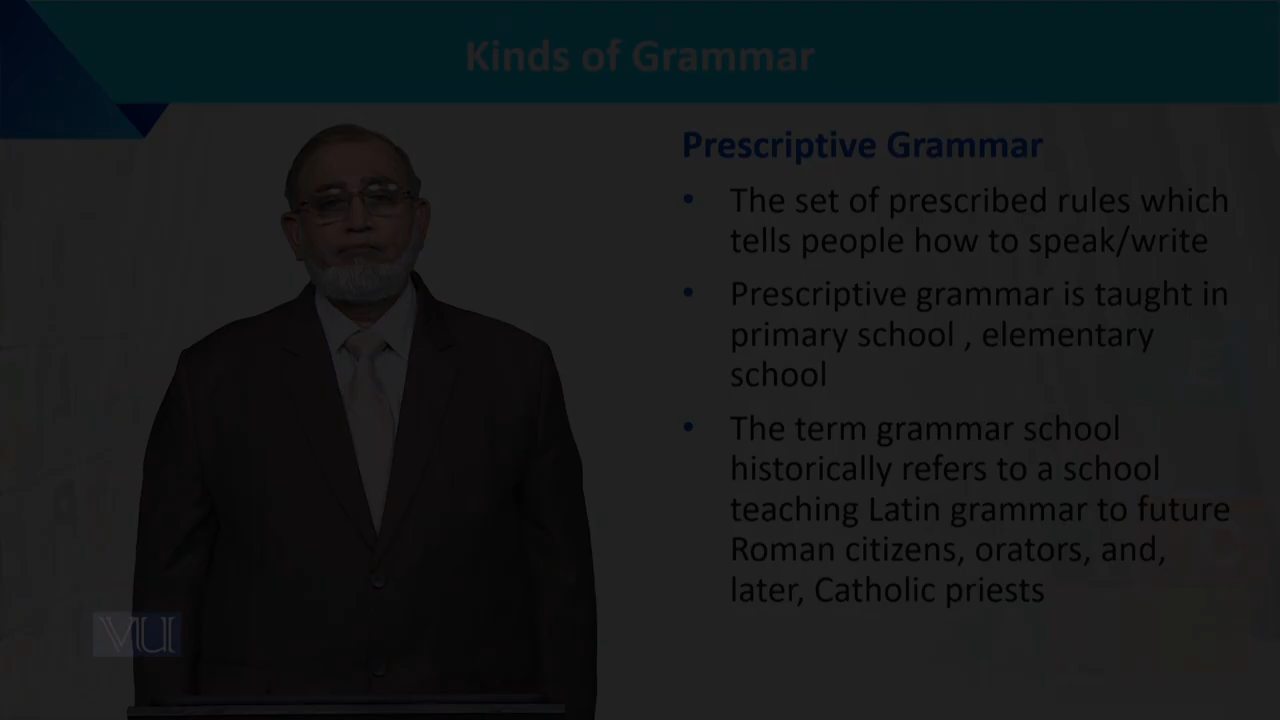 Kinds of Grammar
Prescriptive Grammar
• The set of prescribed rules which
tells people how to speak/write
• Prescriptive grammar is taught in
primary school , elementary
school
• The term grammar school
historically refers to a school
teaching Latin grammar to future
Roman citizens, orators, and,
later, Catholic priests
VU